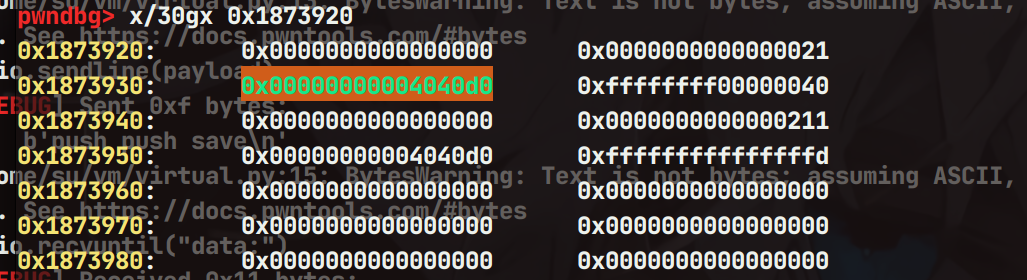 ome/su/vm/virtual.py:15: BytesWarning: Text is not bytes; assuming ASCII,
pwndbg> x/30gx 0x1873920
. See https://docs.pwntools.com/#bytes
0x1873920: 0x0000000000000000 0x0000000000000021
io.sendline(payload)
0x1873930: 0x00000000004040d0 0xffffffff00000040
EBUG] Sent 0xf bytes:
0x1873940: 0x0000000000000000 0x0000000000000211
b'push push save\n'
0x1873950: 0x00000000004040d0 0xfffffffffffffffd
ome/su/vm/virtual.py:15: BytesWarning: Text is not bytes; assuming ASCII,
0x1873960: 0x0000000000000000 0x0000000000000000
. See https://docs.pwntools.com/#bytes
0x1873970: 0x0000000000000000 0x0000000000000000
io.recvuntil("data:")
0x1873980: 0x0000000000000000 0x0000000000000000
EBUG] Received 0x11 bytes: